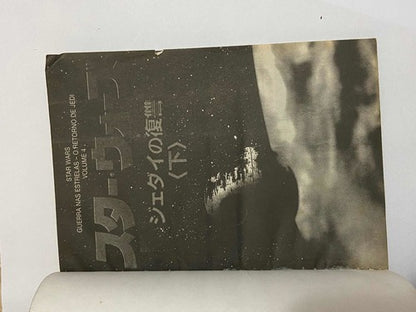 STAR WARS
GUERRA NAS ESTRELAS - O RETORNO DE JEDI
VOLUME 4
スター・ウォーズ
ジェダイの復讐
〈下〉